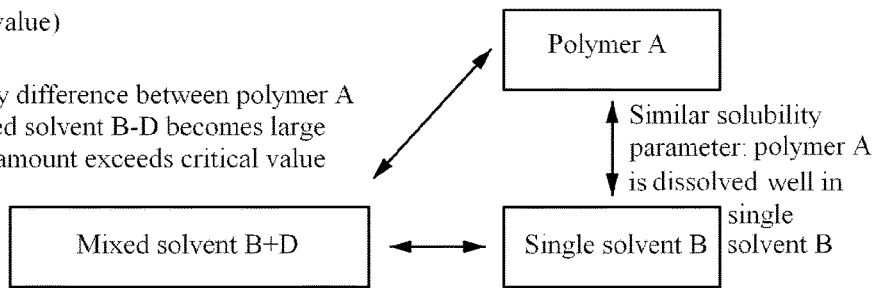 value)
Polymer A
y difference between polymer A
ed solvent B-D becomes large
amount exceeds critical value
Similar solubility
parameter: polymer A
is dissolved well in
single
solvent B
Mixed solvent B+D
Single solvent B